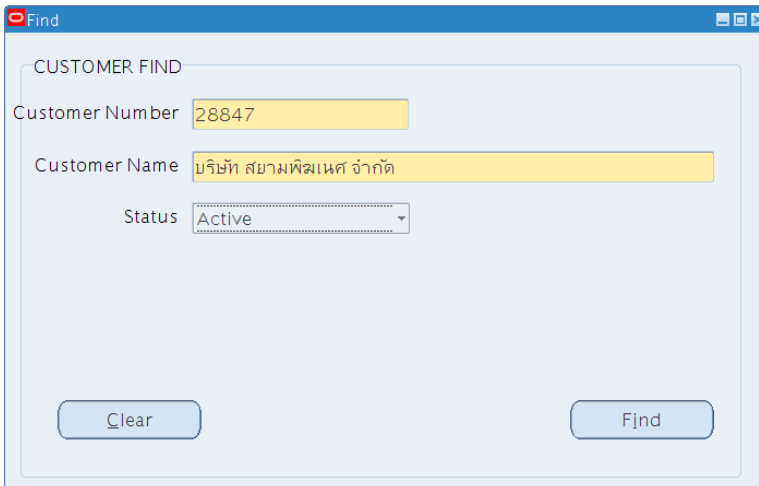 Find
CUSTOMER FIND
Customer Number 28847
Customer Name บริษัท สยามพิฆเนศ จำกัด
Status Active
Clear Find